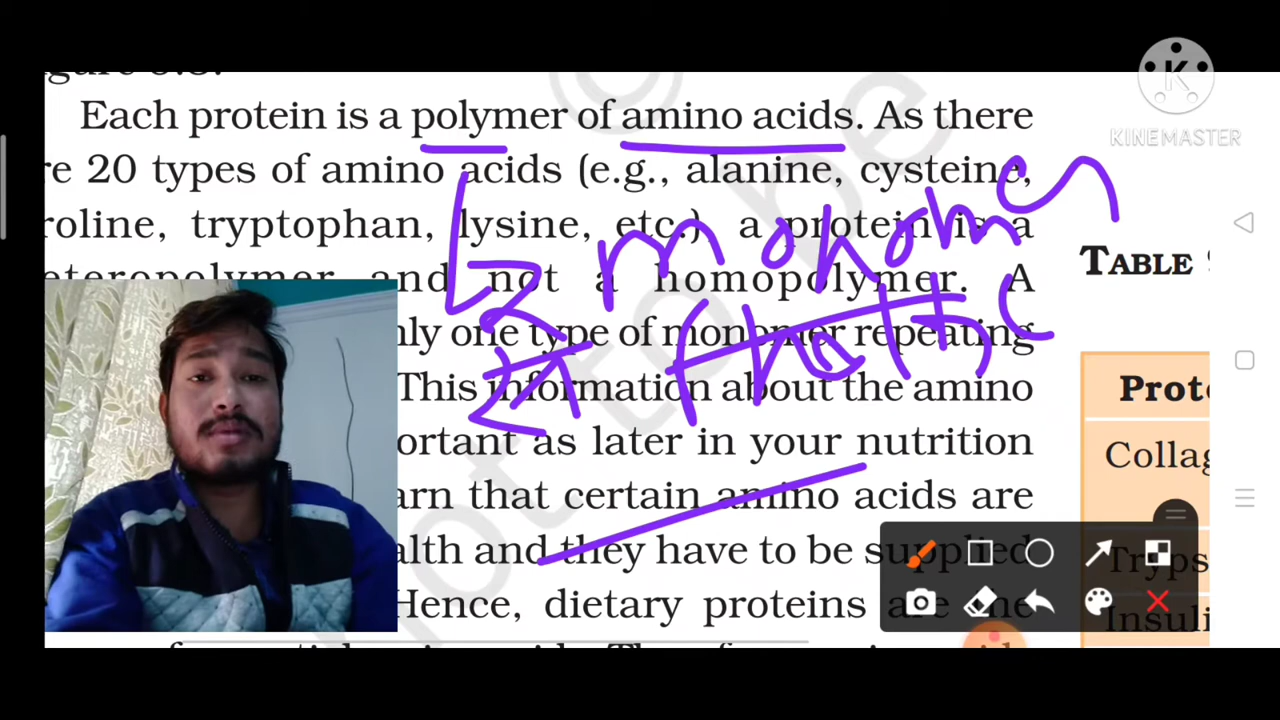 Each protein is a polymer of amino acids. As there
re 20 types of amino acids (e.g., alanine, cysteine,
roline, tryptophan, lysine, etc.), a protein is a
eteropolymer and not a homopolymer. A
nly one type of monomer repeating
This information about the amino
ortant as later in your nutrition
arn that certain amino acids are
alth and they have to be supplied
Hence, dietary proteins are the
monomer
K
KINEMASTER
TABLE
Prot
Collag
Tryps
Insuli